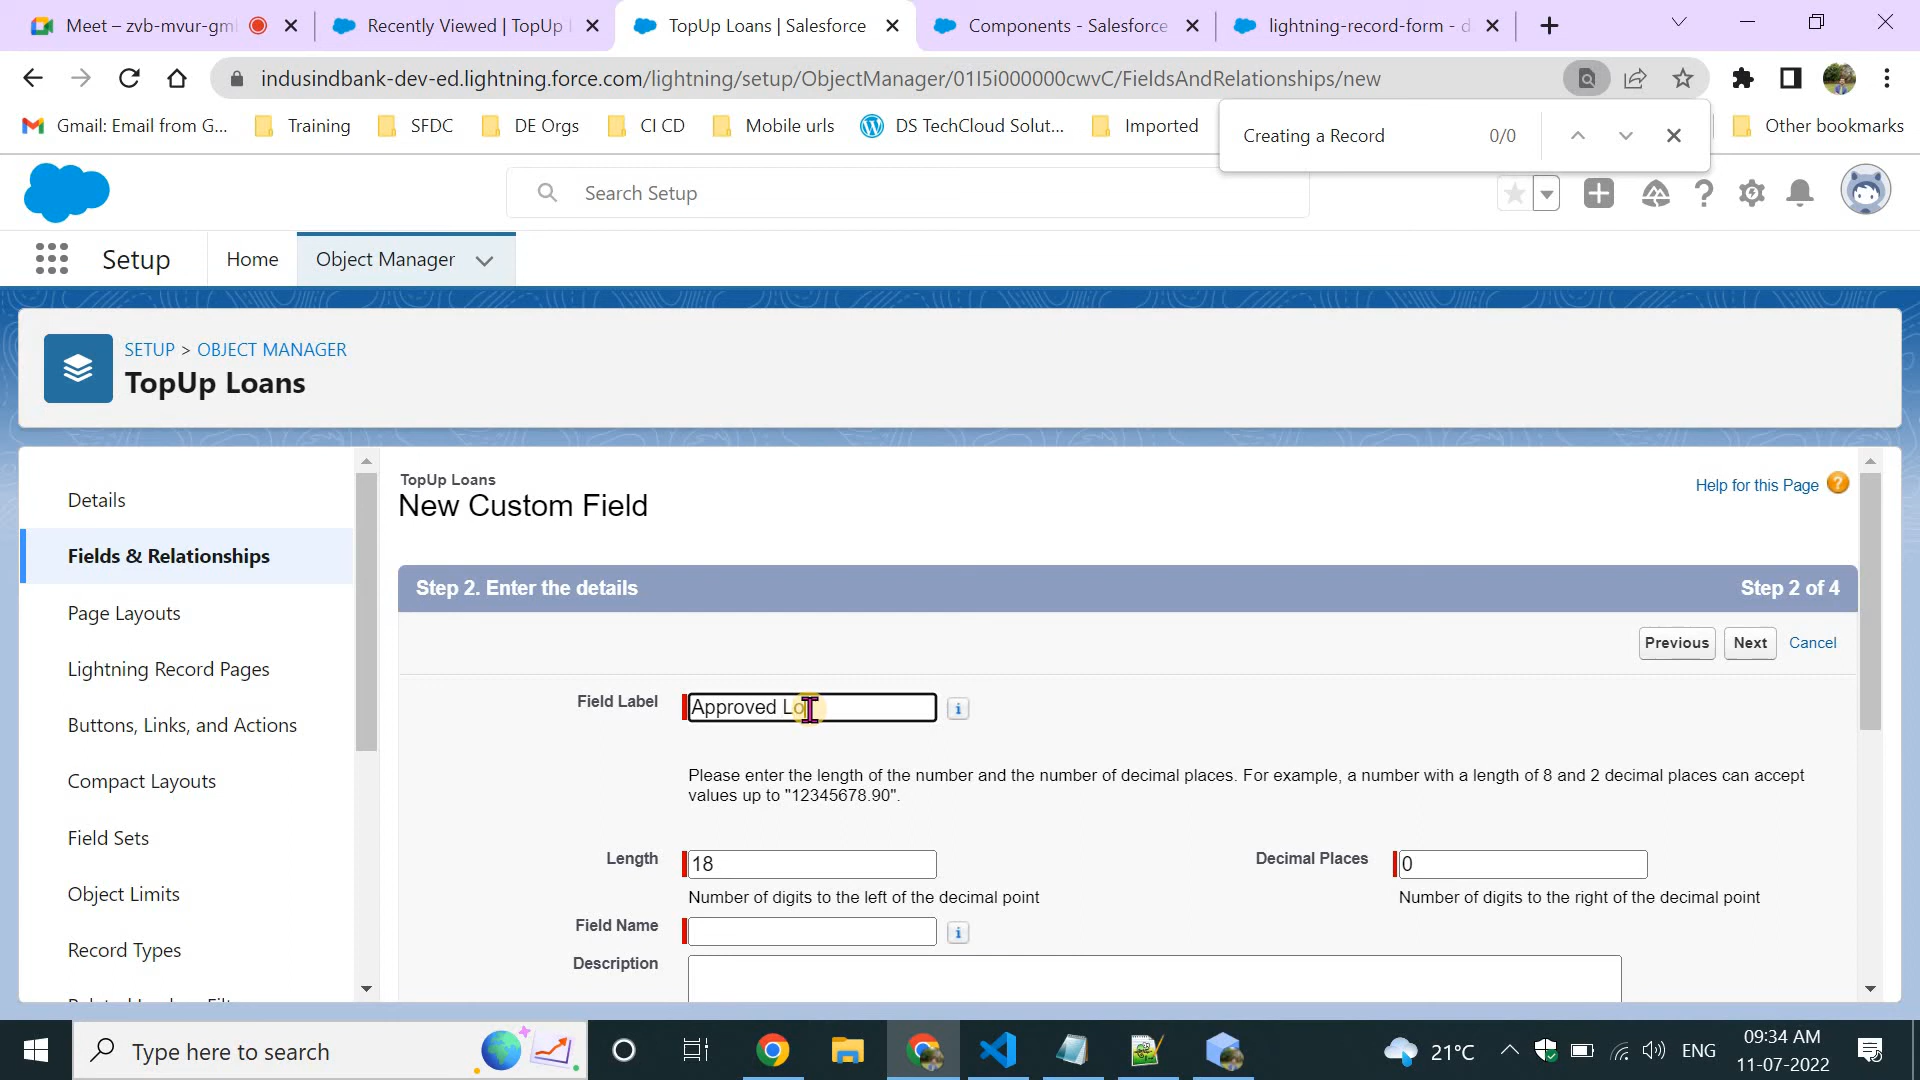 Meet – zvb-mvur-gml
Recently Viewed | TopUp
TopUp Loans | Salesforce
Components - Salesforce
lightning-record-form - d
indusindbank-dev-ed.lightning.force.com/lightning/setup/ObjectManager/01I5i000000cwvC/FieldsAndRelationships/new
Gmail: Email from G...
Training
SFDC
DE Orgs
CI CD
Mobile urls
DS TechCloud Solut...
Imported
Other bookmarks
Creating a Record 0/0
Search Setup
Setup
Home
Object Manager
SETUP > OBJECT MANAGER
TopUp Loans
Details
Fields & Relationships
Page Layouts
Lightning Record Pages
Buttons, Links, and Actions
Compact Layouts
Field Sets
Object Limits
Record Types
TopUp Loans
New Custom Field
Help for this Page
Step 2. Enter the details
Step 2 of 4
Previous Next Cancel
Field Label Approved Lo
Please enter the length of the number and the number of decimal places. For example, a number with a length of 8 and 2 decimal places can accept
values up to "12345678.90".
Length 18
Decimal Places 0
Number of digits to the left of the decimal point
Number of digits to the right of the decimal point
Field Name
Description
Type here to search
21°C
ENG
09:34 AM
11-07-2022